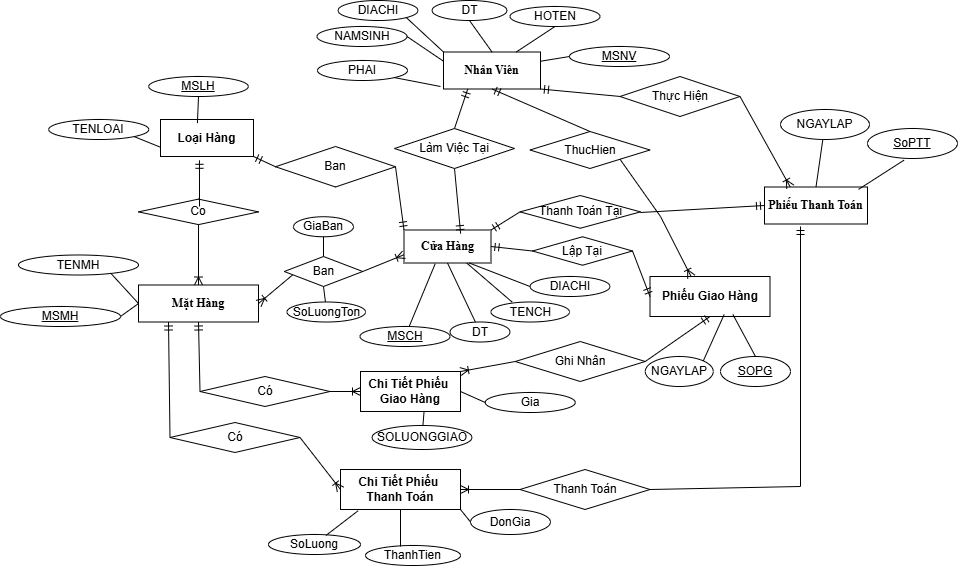 DIACHI
DT
HOTEN
NAMSINH
MSNV
PHAI
Nhân Viên
MSLH
TENLOAI
Loại Hàng
Thực Hiện
NGAYLAP
SoPTT
Ban
Làm Việc Tại
ThucHien
Phiếu Thanh Toán
Co
GiaBan
Thanh Toán Tại
Cửa Hàng
Lập Tại
TENMH
Ban
DIACHI
Phiếu Giao Hàng
MSMH
Mặt Hàng
SoLuongTon
TENCH
MSCH
DT
NGAYLAP
SOPG
Ghi Nhân
Có
Chi Tiết Phiếu
Giao Hàng
Gia
SOLUONGGIAO
Có
Chi Tiết Phiếu
Thanh Toán
Thanh Toán
DonGia
SoLuong
ThanhTien